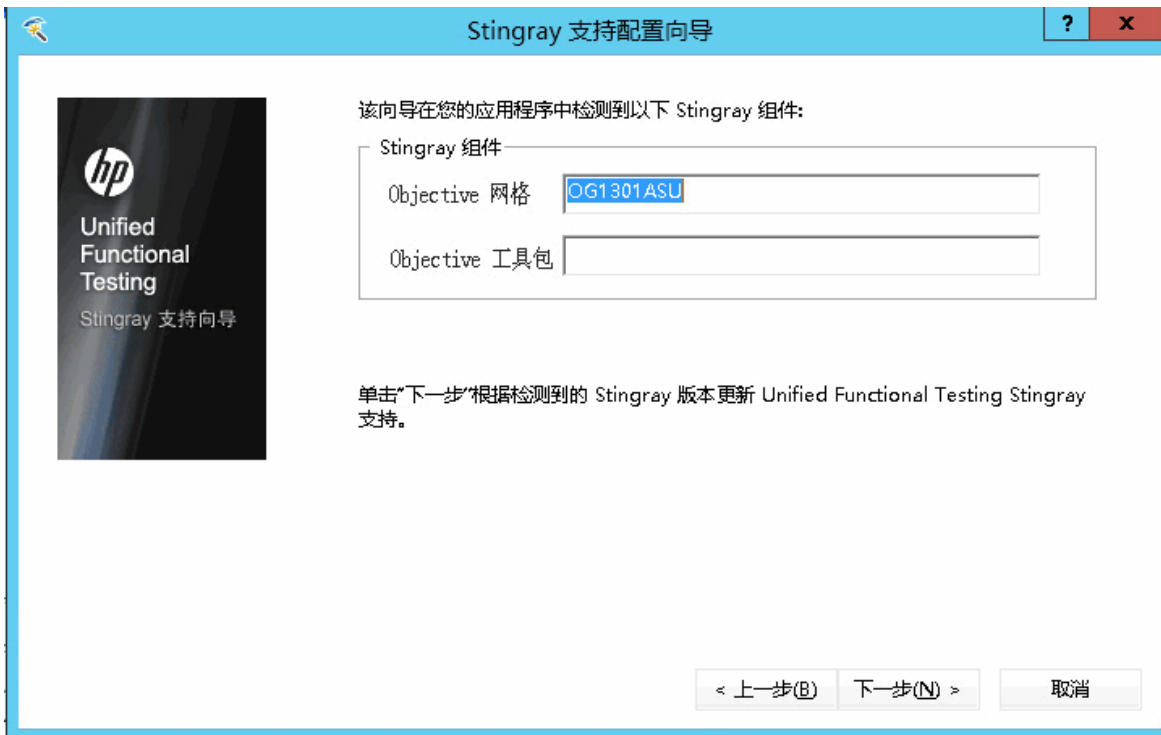 Stingray 支持配置向导
? x
该向导在您的应用程序中检测到以下 Stingray 组件:
Stingray 组件
Objective 网格 OG1301ASU
Objective 工具包
hp
Unified
Functional
Testing
Stingray 支持向导
单击“下一步”根据检测到的 Stingray 版本更新 Unified Functional Testing Stingray
支持。
< 上一步(B) 下一步(N) > 取消